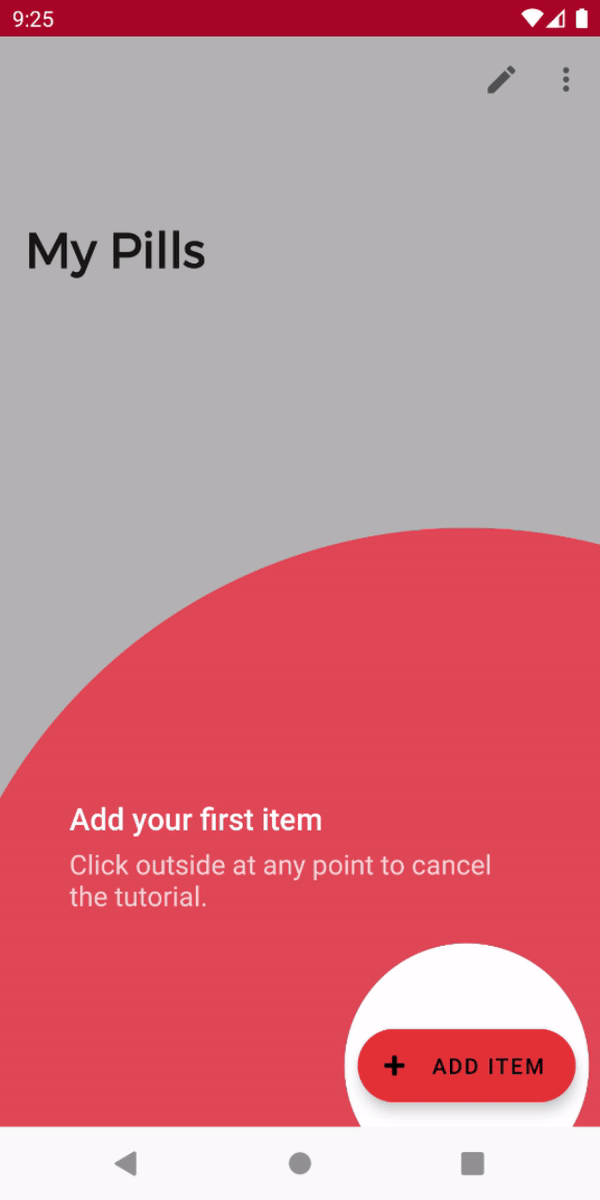 9:25
My Pills
Add your first item
Click outside at any point to cancel
the tutorial.
ADD ITEM